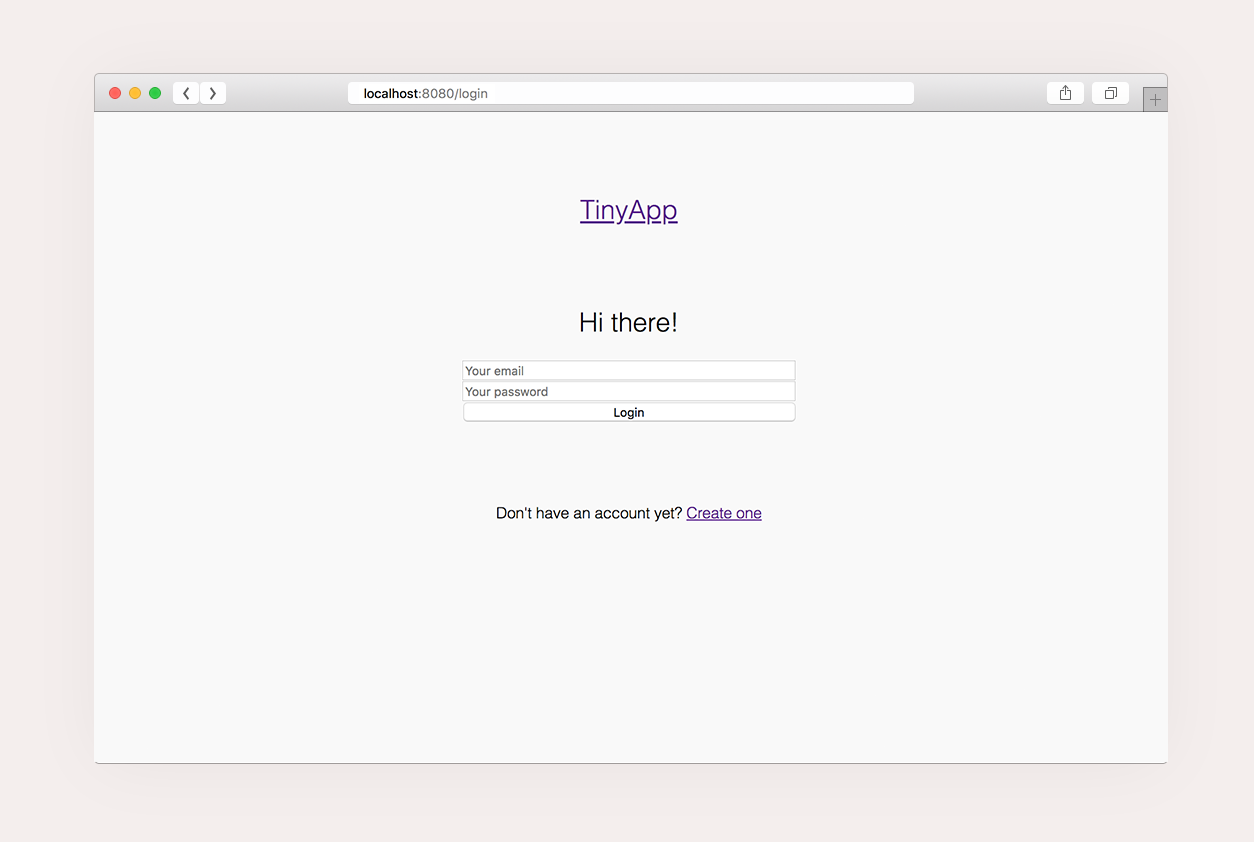 localhost:8080/login
TinyApp
Hi there!
Your email
Your password
Login
Don't have an account yet? Create one